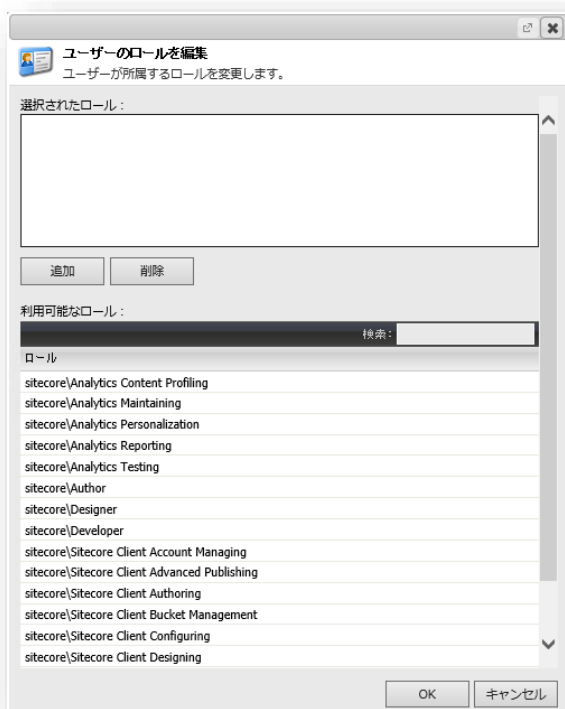 ユーザーのロールを編集
ユーザーが所属するロールを変更します。
選択されたロール：
追加 削除
利用可能なロール：
検索：
ロール
sitecore\Analytics Content Profiling
sitecore\Analytics Maintaining
sitecore\Analytics Personalization
sitecore\Analytics Reporting
sitecore\Analytics Testing
sitecore\Author
sitecore\Designer
sitecore\Developer
sitecore\Sitecore Client Account Managing
sitecore\Sitecore Client Advanced Publishing
sitecore\Sitecore Client Authoring
sitecore\Sitecore Client Bucket Management
sitecore\Sitecore Client Configuring
sitecore\Sitecore Client Designing
OK キャンセル